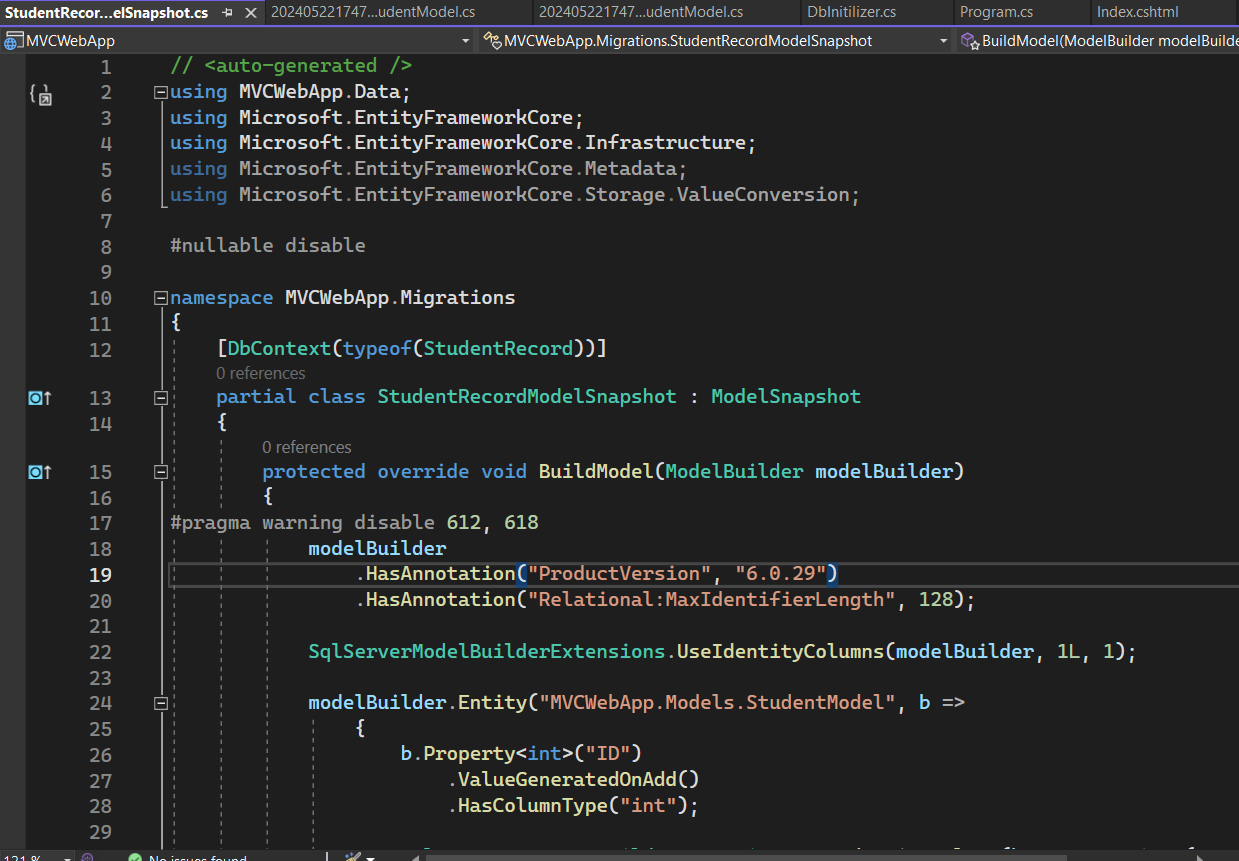 StudentRecor...elSnapshot.cs
202405221747...udentModel.cs
202405221747...udentModel.cs
DbInitilizer.cs
Program.cs
Index.cshtml
MVCWebApp
MVCWebApp.Migrations.StudentRecordModelSnapshot
BuildModel(ModelBuilder modelBuilde
1 // <auto-generated />
2 using MVCWebApp.Data;
3 using Microsoft.EntityFrameworkCore;
4 using Microsoft.EntityFrameworkCore.Infrastructure;
5 using Microsoft.EntityFrameworkCore.Metadata;
6 using Microsoft.EntityFrameworkCore.Storage.ValueConversion;
7
8 #nullable disable
9
10 namespace MVCWebApp.Migrations
11 {
12 [DbContext(typeof(StudentRecord))]
0 references
13 partial class StudentRecordModelSnapshot : ModelSnapshot
14 {
0 references
15 protected override void BuildModel(ModelBuilder modelBuilder)
16 {
17 #pragma warning disable 612, 618
18 modelBuilder
19 .HasAnnotation("ProductVersion", "6.0.29")
20 .HasAnnotation("Relational:MaxIdentifierLength", 128);
21
22 SqlServerModelBuilderExtensions.UseIdentityColumns(modelBuilder, 1L, 1);
23
24 modelBuilder.Entity("MVCWebApp.Models.StudentModel", b =>
25 {
26 b.Property<int>("ID")
27 .ValueGeneratedOnAdd()
28 .HasColumnType("int");
29
121 %
No issues found